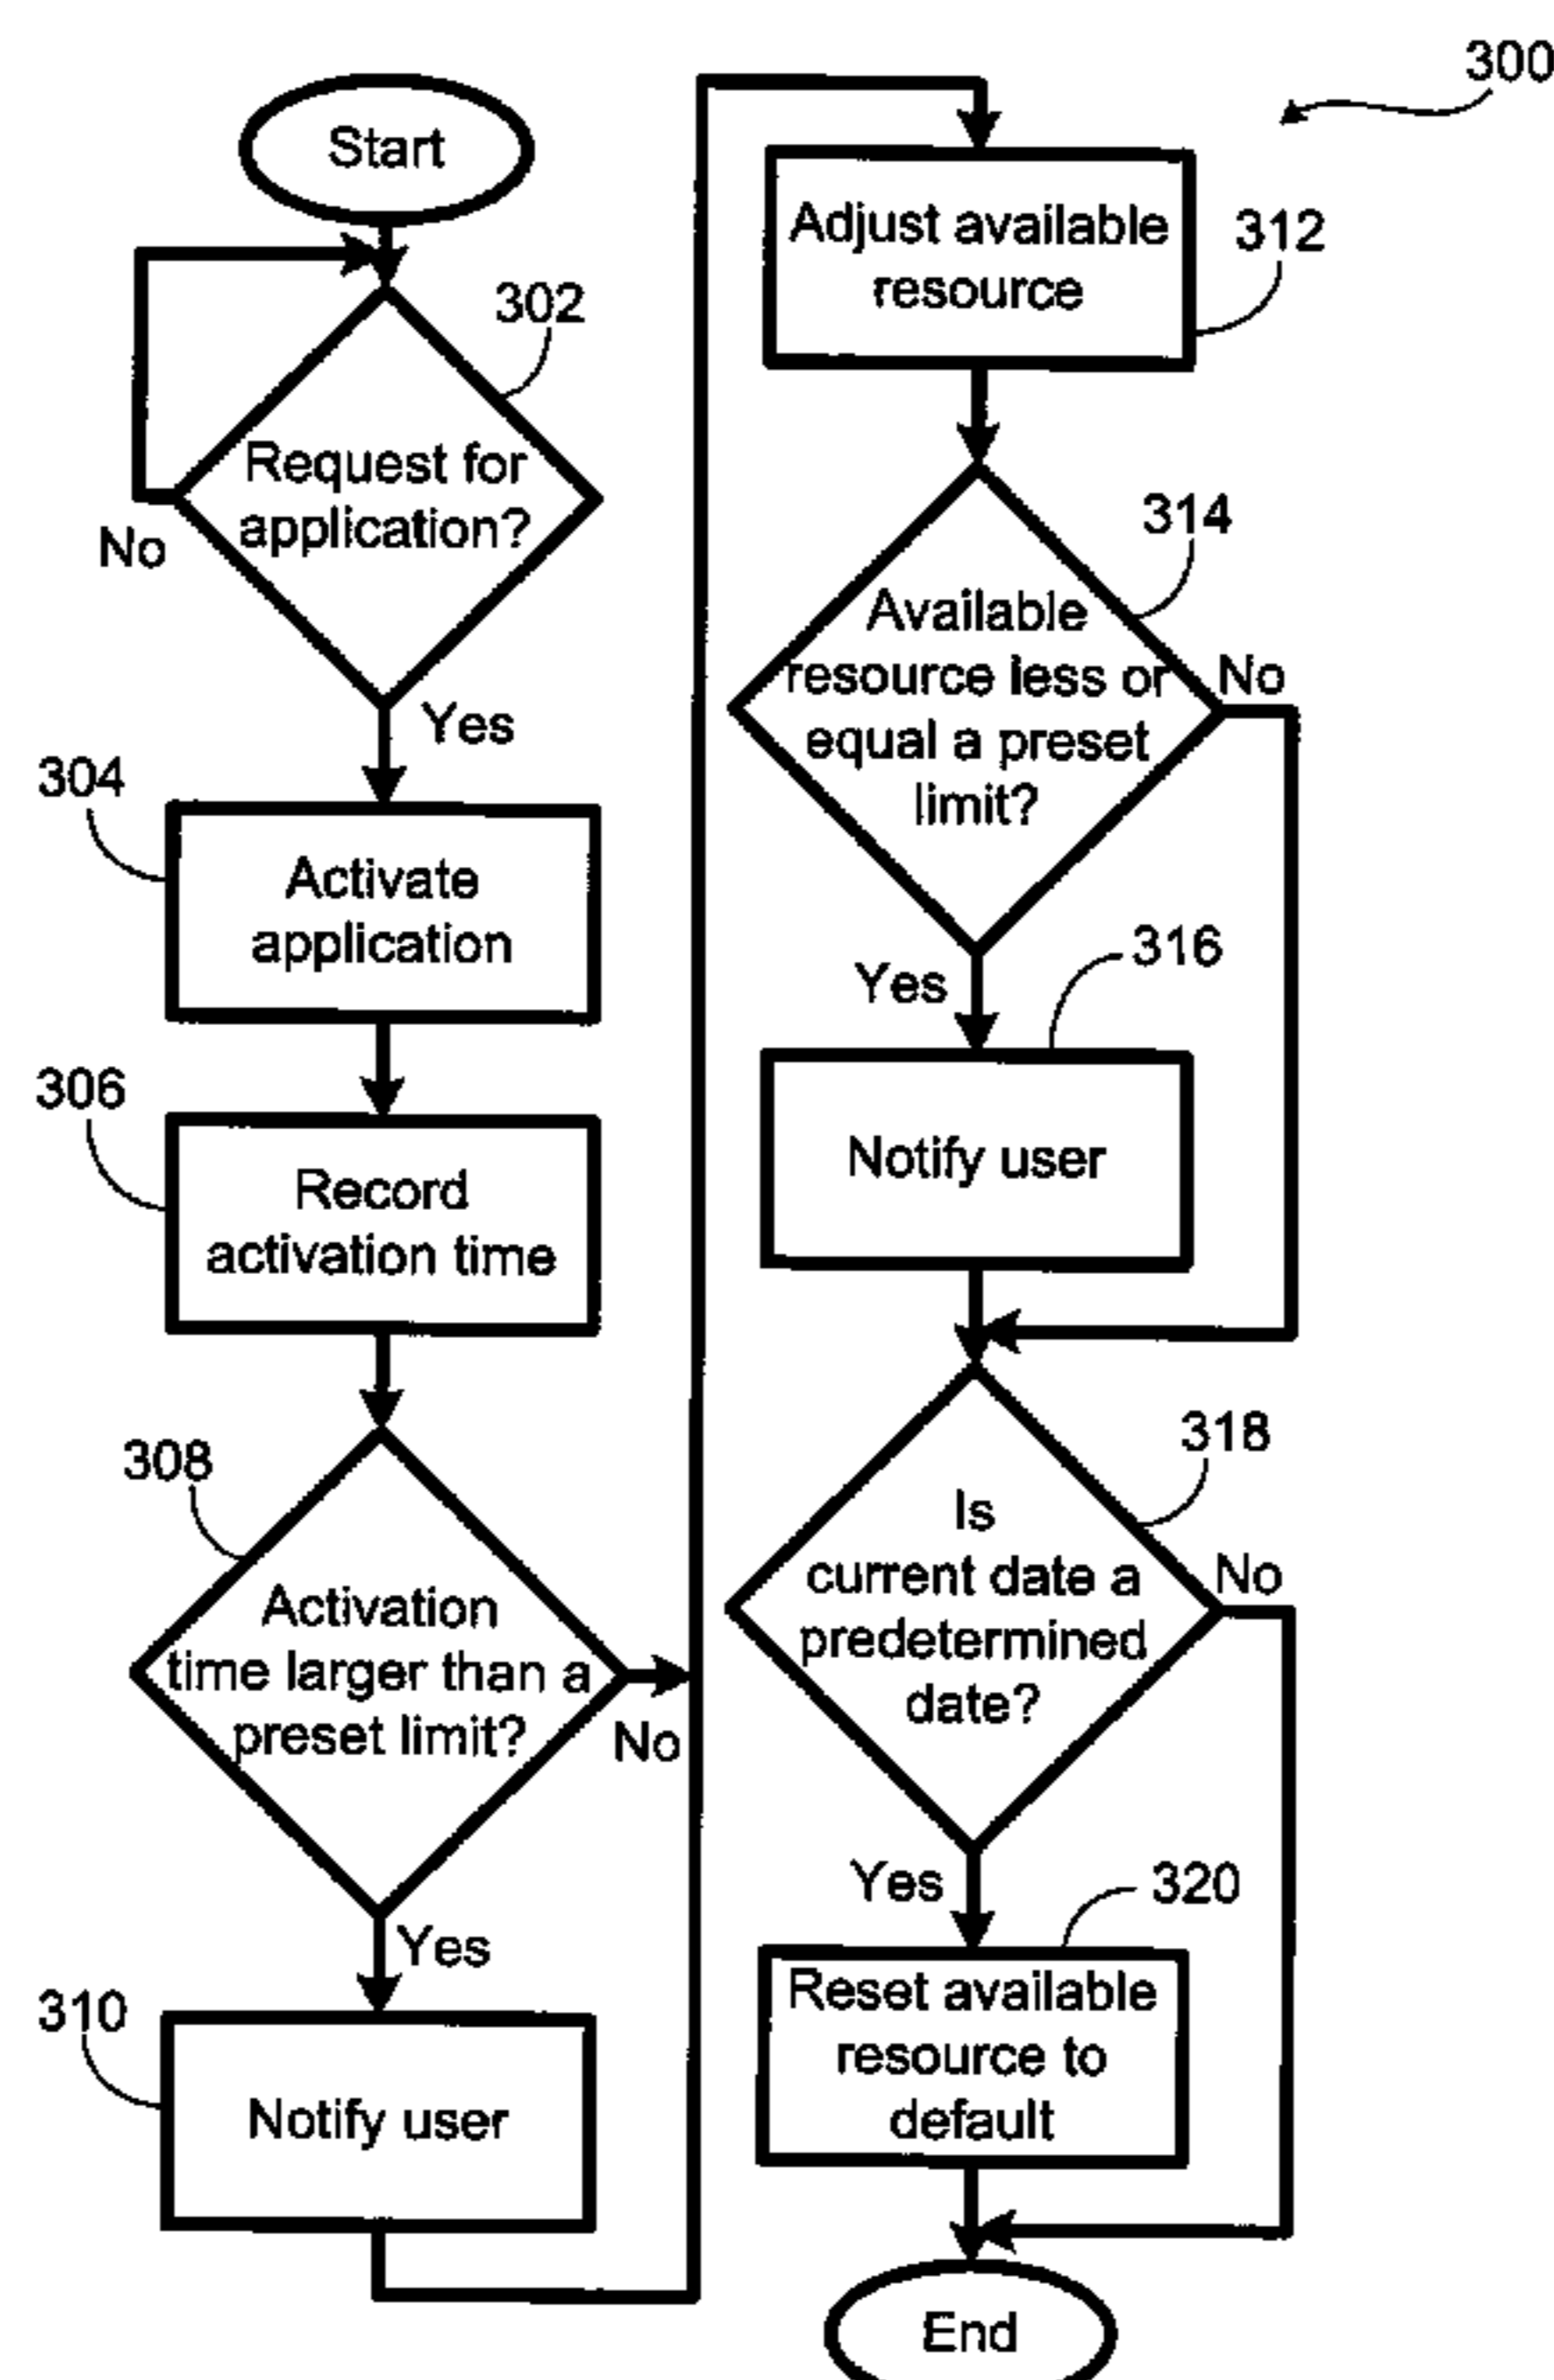 300
Start
302
Request for
application?
No
Yes
304
Activate
application
306
Record
activation time
308
Activation
time larger than a
preset limit?
No
Yes
310
Notify user
Adjust available
resource
312
314
Available
resource less or
equal a preset
limit?
No
Yes
316
Notify user
318
Is
current date a
predetermined
date?
No
Yes
320
Reset available
resource to
default
End